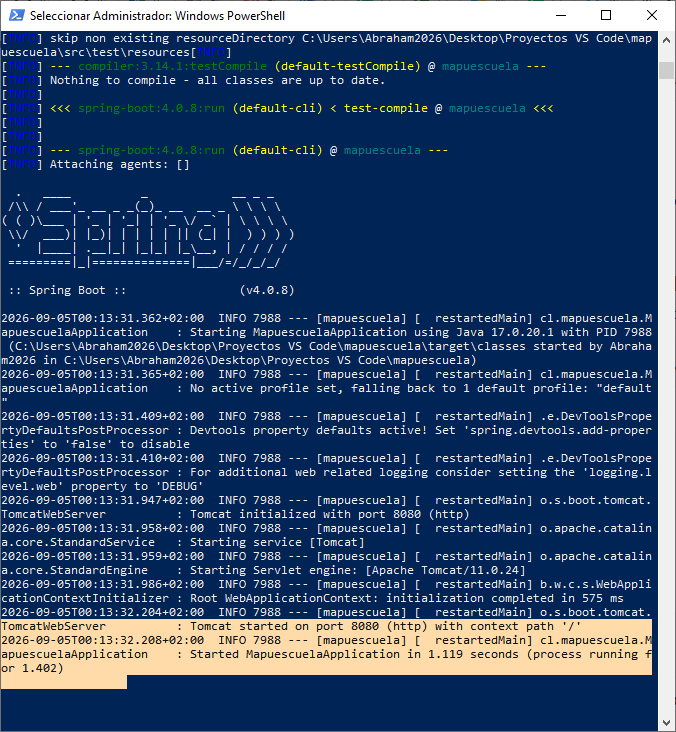 Seleccionar Administrador: Windows PowerShell
[INFO] skip non existing resourceDirectory C:\Users\Abraham2026\Desktop\Proyectos VS Code\map
uescuela\src\test\resources[INFO]
[INFO] --- compiler:3.14.1:testCompile (default-testCompile) @ mapuescuela ---
[INFO] Nothing to compile - all classes are up to date.
[INFO]
[INFO] <<< spring-boot:4.0.8:run (default-cli) < test-compile @ mapuescuela <<<
[INFO]
[INFO]
[INFO] --- spring-boot:4.0.8:run (default-cli) @ mapuescuela ---
[INFO] Attaching agents: []
Spring
:: Spring Boot ::                (v4.0.8)
2026-09-05T00:13:31.362+02:00  INFO 7988 --- [mapuescuela] [  restartedMain] cl.mapuescuela.M
apuescuelaApplication    : Starting MapuescuelaApplication using Java 17.0.20.1 with PID 7988
(C:\Users\Abraham2026\Desktop\Proyectos VS Code\mapuescuela\target\classes started by Abraha
m2026 in C:\Users\Abraham2026\Desktop\Proyectos VS Code\mapuescuela)
2026-09-05T00:13:31.365+02:00  INFO 7988 --- [mapuescuela] [  restartedMain] cl.mapuescuela.M
apuescuelaApplication    : No active profile set, falling back to 1 default profile: "default
"
2026-09-05T00:13:31.409+02:00  INFO 7988 --- [mapuescuela] [  restartedMain] .e.DevToolsPrope
rtyDefaultsPostProcessor : Devtools property defaults active! Set 'spring.devtools.add-proper
ties' to 'false' to disable
2026-09-05T00:13:31.410+02:00  INFO 7988 --- [mapuescuela] [  restartedMain] .e.DevToolsPrope
rtyDefaultsPostProcessor : For additional web related logging consider setting the 'logging.l
evel.web' property to 'DEBUG'
2026-09-05T00:13:31.947+02:00  INFO 7988 --- [mapuescuela] [  restartedMain] o.s.boot.tomcat.
TomcatWebServer          : Tomcat initialized with port 8080 (http)
2026-09-05T00:13:31.958+02:00  INFO 7988 --- [mapuescuela] [  restartedMain] o.apache.catalin
a.core.StandardService   : Starting service [Tomcat]
2026-09-05T00:13:31.959+02:00  INFO 7988 --- [mapuescuela] [  restartedMain] o.apache.catalin
a.core.StandardEngine    : Starting Servlet engine: [Apache Tomcat/11.0.24]
2026-09-05T00:13:31.986+02:00  INFO 7988 --- [mapuescuela] [  restartedMain] b.w.c.s.WebAppli
cationContextInitializer : Root WebApplicationContext: initialization completed in 575 ms
2026-09-05T00:13:32.204+02:00  INFO 7988 --- [mapuescuela] [  restartedMain] o.s.boot.tomcat.
TomcatWebServer          : Tomcat started on port 8080 (http) with context path '/'
2026-09-05T00:13:32.208+02:00  INFO 7988 --- [mapuescuela] [  restartedMain] cl.mapuescuela.M
apuescuelaApplication    : Started MapuescuelaApplication in 1.119 seconds (process running f
or 1.402)